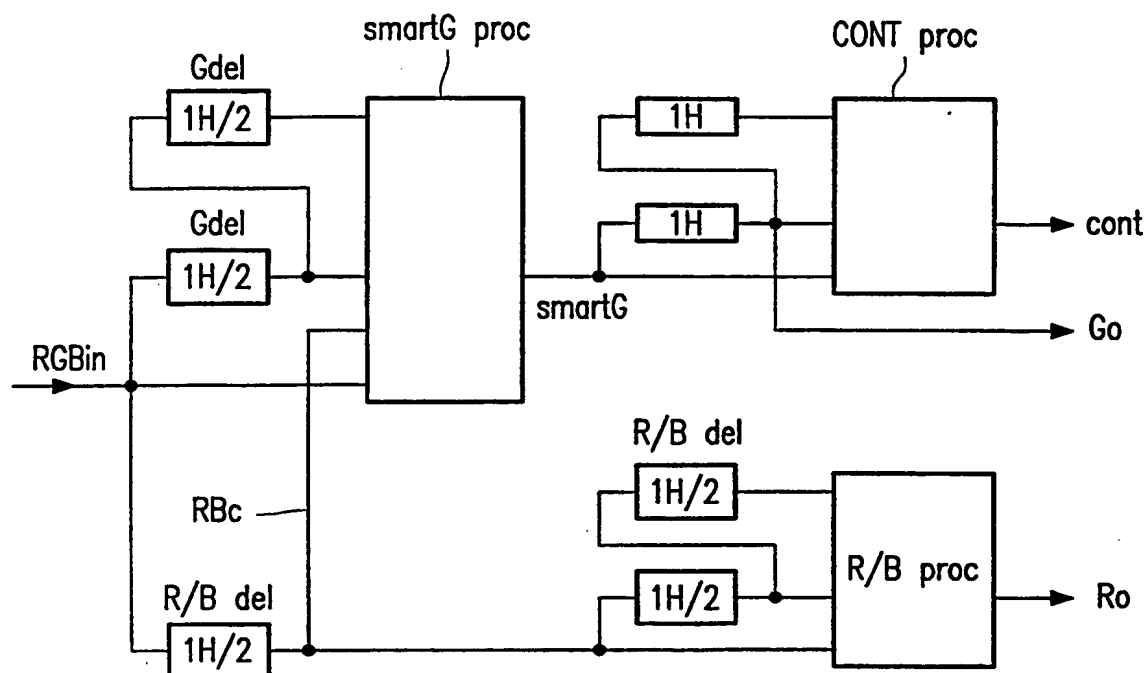 smartG proc
CONT proc
Gdel
1H/2
1H
Gdel
1H/2
1H
cont
smartG
Go
RGBin
R/B del
1H/2
RBc
R/B proc
1H/2
Ro
R/B del
1H/2